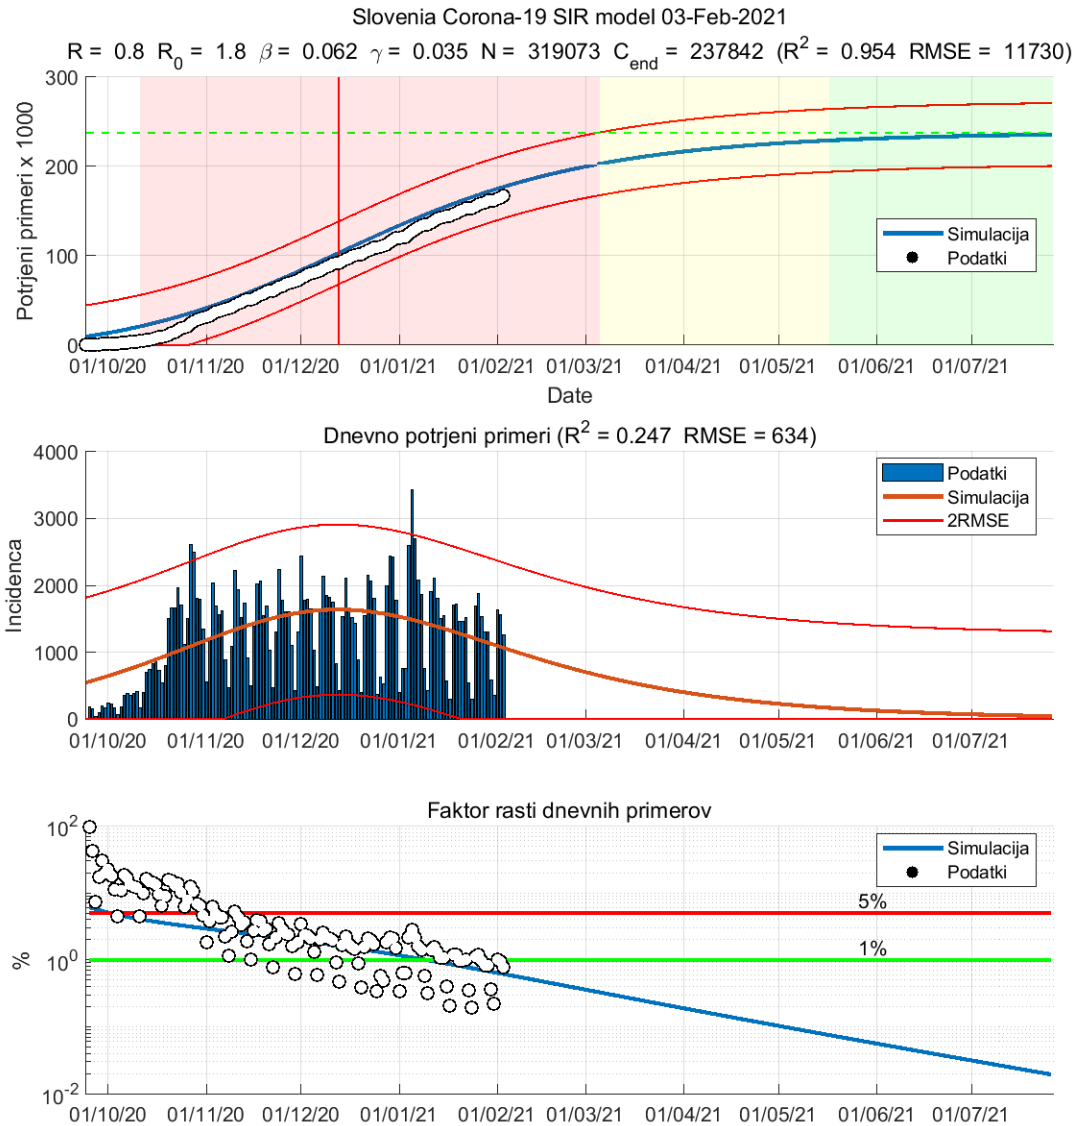 Slovenia Corona-19 SIR model 03-Feb-2021
R = 0.8 R0 = 1.8 β = 0.062 γ = 0.035 N = 319073 Cend = 237842 (R² = 0.954 RMSE = 11730)
Potrjeni primeri x 1000
300
200
100
0
Simulacija
Podatki
01/10/20 01/11/20 01/12/20 01/01/21 01/02/21 01/03/21 01/04/21 01/05/21 01/06/21 01/07/21
Date
Dnevno potrjeni primeri (R² = 0.247 RMSE = 634)
Incidenca
4000
3000
2000
1000
0
Podatki
Simulacija
2RMSE
01/10/20 01/11/20 01/12/20 01/01/21 01/02/21 01/03/21 01/04/21 01/05/21 01/06/21 01/07/21
Faktor rasti dnevnih primerov
%
10²
10⁰
10⁻²
Simulacija
Podatki
5%
1%
01/10/20 01/11/20 01/12/20 01/01/21 01/02/21 01/03/21 01/04/21 01/05/21 01/06/21 01/07/21